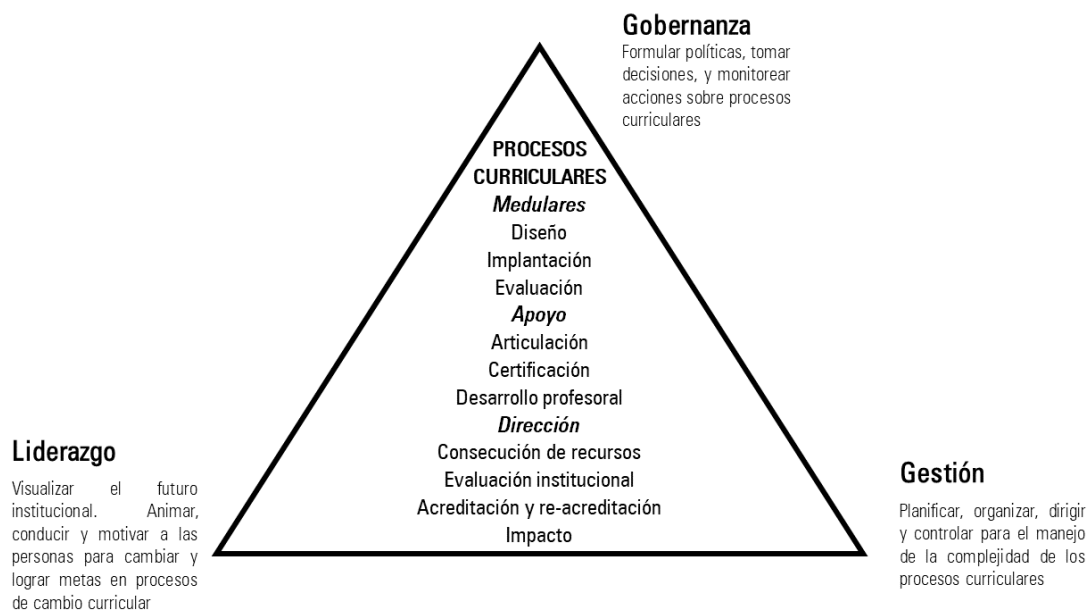 Gobernanza
Formular políticas, tomar
decisiones, y monitorear
acciones sobre procesos
curriculares
PROCESOS
CURRICULARES
Medulares
Diseño
Implantación
Evaluación
Apoyo
Articulación
Certificación
Desarrollo profesoral
Dirección
Consecución de recursos
Evaluación institucional
Acreditación y re-acreditación
Impacto
Liderazgo
Visualizar el futuro
institucional. Animar,
conducir y motivar a las
personas para cambiar y
lograr metas en procesos
de cambio curricular
Gestión
Planificar, organizar, dirigir
y controlar para el manejo
de la complejidad de los
procesos curriculares